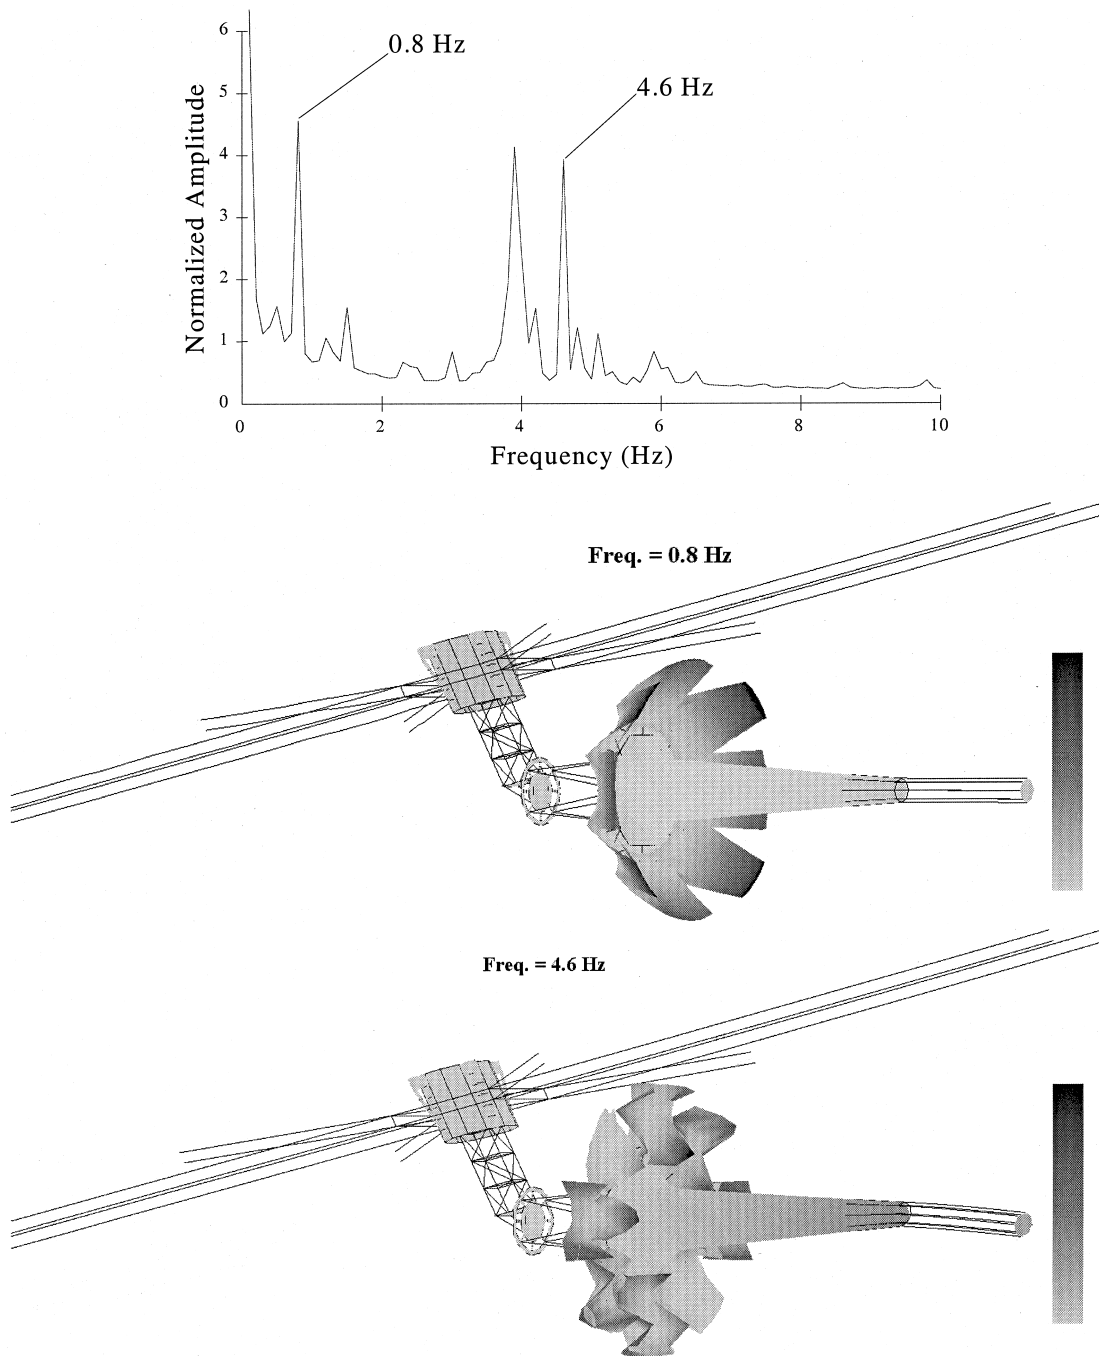 6
0.8 Hz
5
4.6 Hz
4
3
2
1
0
Normalized Amplitude
0 2 4 6 8 10
Frequency (Hz)
Freq. = 0.8 Hz
Freq. = 4.6 Hz